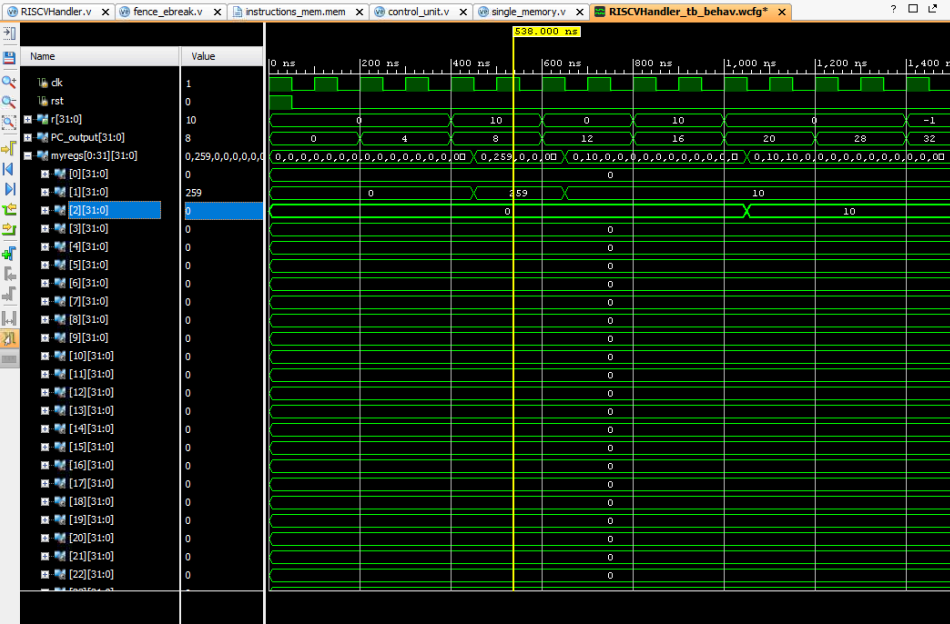 RISCVHandler.v × fence_ebreak.v × instructions_mem.mem × control_unit.v × single_memory.v × RISCVHandler_tb_behav.wcfg* × ?
538.000 ns
Name Value
0 ns 200 ns 400 ns 600 ns 800 ns 1,000 ns 1,200 ns 1,400 n
clk 1
rst 0
r[31:0] 10 0 10 0 10 0 -1
PC_output[31:0] 8 0 4 8 12 16 20 28 32
myregs[0:31][31:0] 0,259,0,0,0,0,0,0 0,0,0,0,0,0,0,0,0,0,0,0,0,0,0,0 0,259,0,0,0 0,10,0,0,0,0,0,0,0,0,0,0 0,10,10,0,0,0,0,0,0,0,0,0
[0][31:0] 0 0
[1][31:0] 259 0 259 10
[2][31:0] 0 0 10
[3][31:0] 0 0
[4][31:0] 0 0
[5][31:0] 0 0
[6][31:0] 0 0
[7][31:0] 0 0
[8][31:0] 0 0
[9][31:0] 0 0
[10][31:0] 0 0
[11][31:0] 0 0
[12][31:0] 0 0
[13][31:0] 0 0
[14][31:0] 0 0
[15][31:0] 0 0
[16][31:0] 0 0
[17][31:0] 0 0
[18][31:0] 0 0
[19][31:0] 0 0
[20][31:0] 0 0
[21][31:0] 0 0
[22][31:0] 0 0